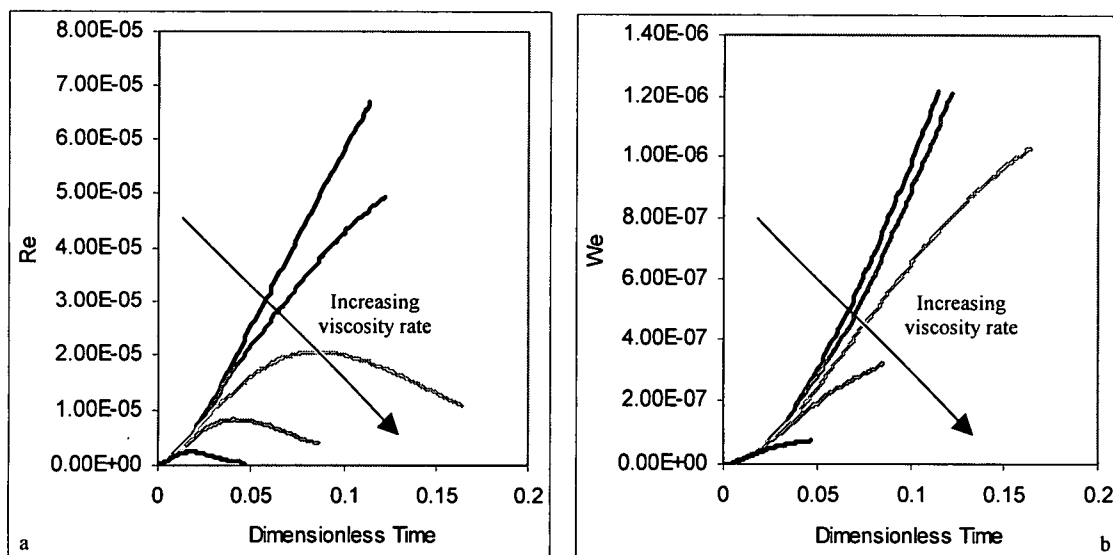 8.00E-05
7.00E-05
6.00E-05
5.00E-05
4.00E-05
3.00E-05
2.00E-05
1.00E-05
0.00E+00
Re
Increasing
viscosity rate
0
0.05
0.1
0.15
0.2
Dimensionless Time
a
1.40E-06
1.20E-06
1.00E-06
8.00E-07
6.00E-07
4.00E-07
2.00E-07
0.00E+00
We
Increasing
viscosity rate
0
0.05
0.1
0.15
0.2
Dimensionless Time
b